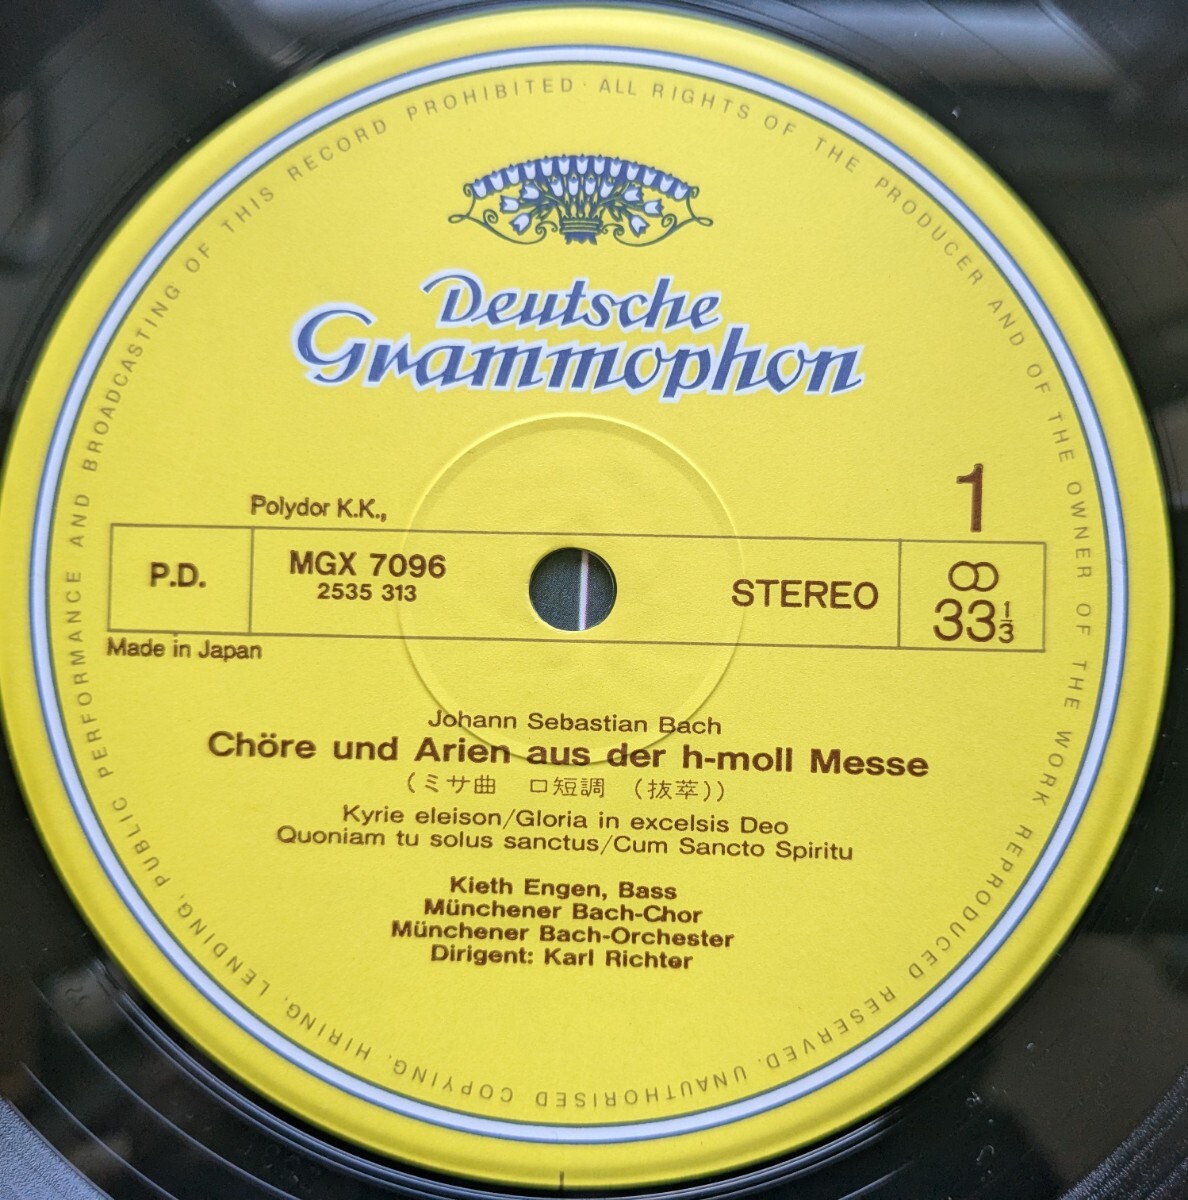 ALL RIGHTS OF THE PRODUCER AND OF THE OWNER OF THE WORK REPRODUCED RESERVED. UNAUTHORISED COPYING, HIRING, LENDING, PUBLIC PERFORMANCE AND BROADCASTING OF THIS RECORD PROHIBITED ·
Deutsche
Grammophon
1
Polydor K.K.,
P.D.
MGX 7096
2535 313
STEREO
33 1/3
Made in Japan
Johann Sebastian Bach
Chöre und Arien aus der h-moll Messe
(ミサ曲 ロ短調 (抜萃))
Kyrie eleison/Gloria in excelsis Deo
Quoniam tu solus sanctus/Cum Sancto Spiritu
Kieth Engen, Bass
Münchener Bach-Chor
Münchener Bach-Orchester
Dirigent: Karl Richter